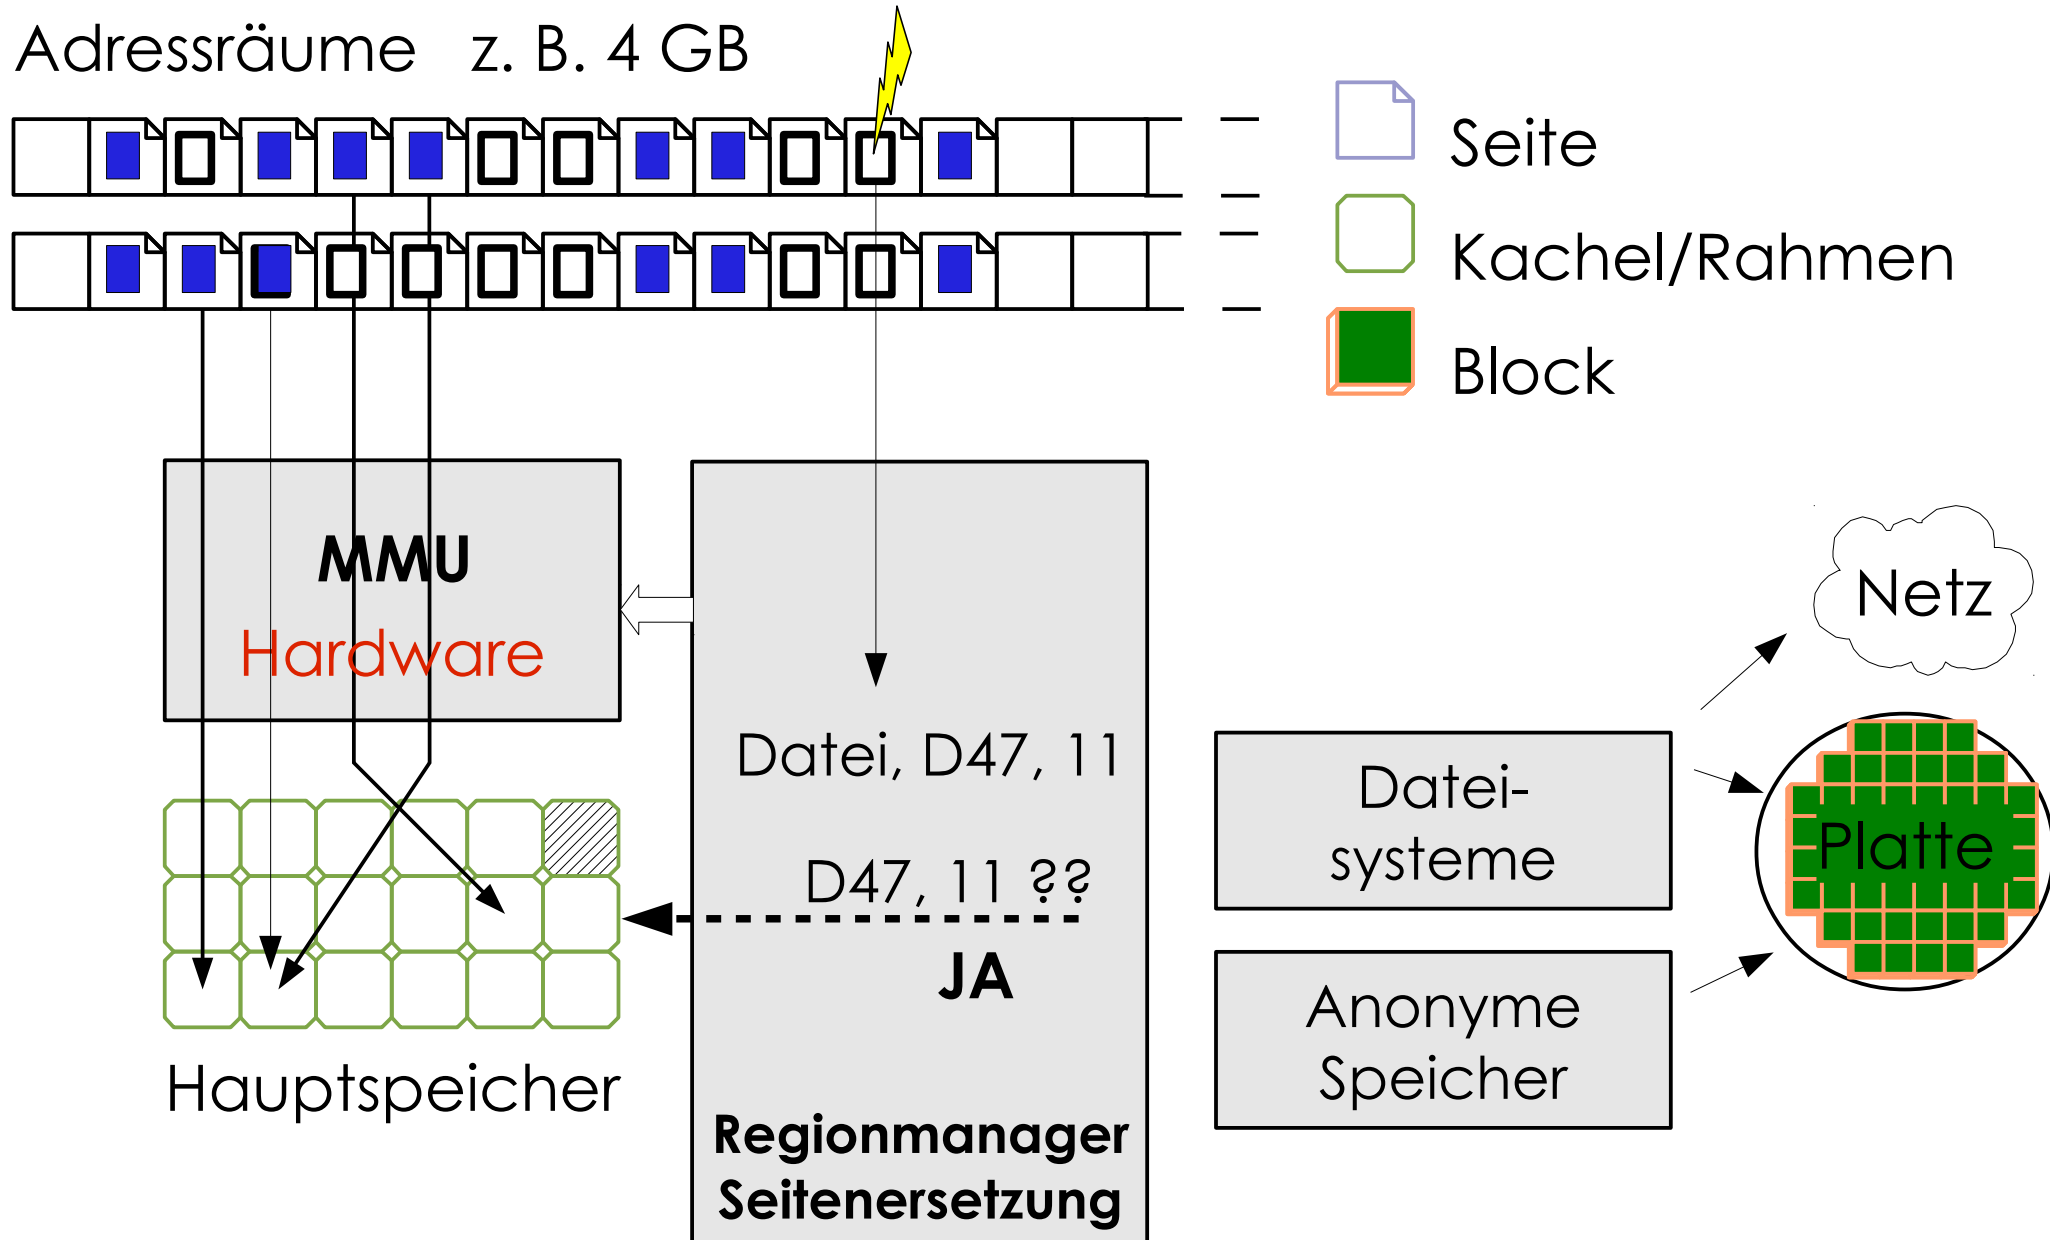 Adressräume z. B. 4 GB
Seite
Kachel/Rahmen
Block
MMU
Hardware
Hauptspeicher
Datei, D47, 11
D47, 11 ??
JA
Regionmanager
Seitenersetzung
Datei-
systeme
Anonyme
Speicher
Netz
Platte